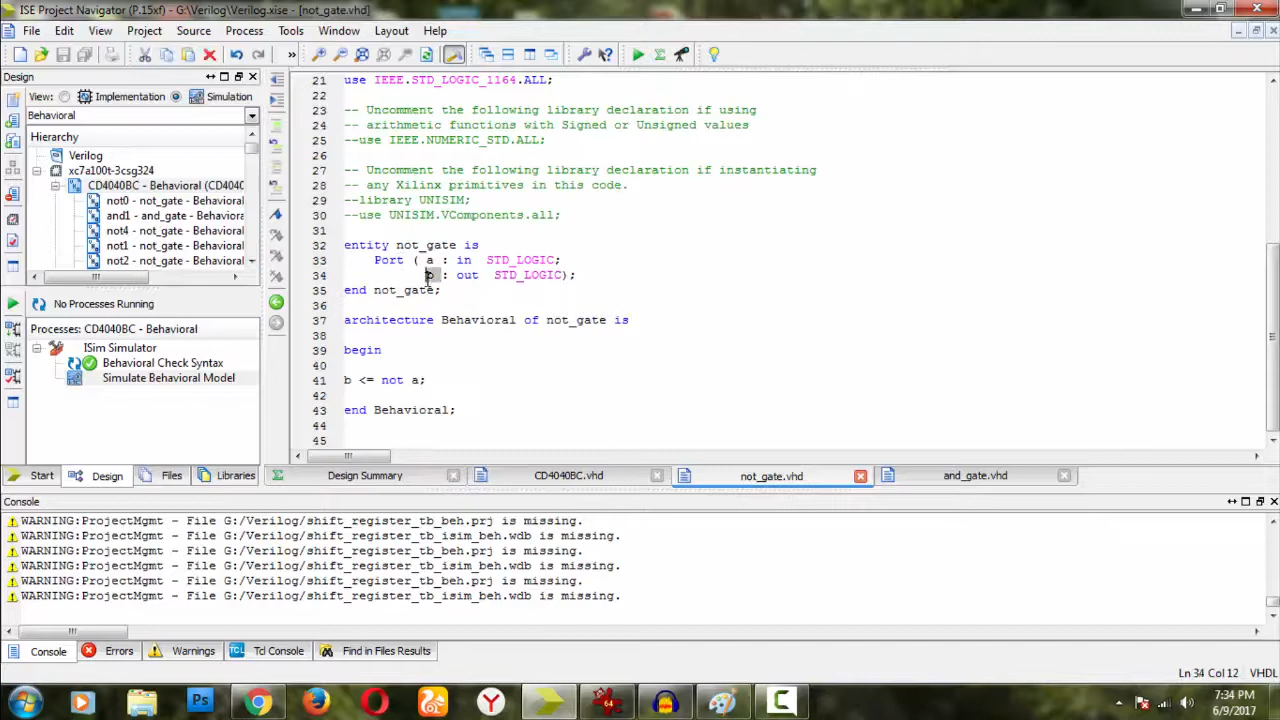 ISE Project Navigator (P.15xf) - G:\Verilog\Verilog.xise - [not_gate.vhd]
File Edit View Project Source Process Tools Window Layout Help
Design
View: Implementation Simulation
Behavioral
Hierarchy
Verilog
xc7a100t-3csg324
CD4040BC - Behavioral (CD4040
not0 - not_gate - Behavioral
and1 - and_gate - Behavioral
not4 - not_gate - Behavioral
not1 - not_gate - Behavioral
not2 - not_gate - Behavioral
No Processes Running
Processes: CD4040BC - Behavioral
ISim Simulator
Behavioral Check Syntax
Simulate Behavioral Model
Start Design Files Libraries
21 use IEEE.STD_LOGIC_1164.ALL;
22
23 -- Uncomment the following library declaration if using
24 -- arithmetic functions with Signed or Unsigned values
25 --use IEEE.NUMERIC_STD.ALL;
26
27 -- Uncomment the following library declaration if instantiating
28 -- any Xilinx primitives in this code.
29 --library UNISIM;
30 --use UNISIM.VComponents.all;
31
32 entity not_gate is
33 Port ( a : in STD_LOGIC;
34 b : out STD_LOGIC);
35 end not_gate;
36
37 architecture Behavioral of not_gate is
38
39 begin
40
41 b <= not a;
42
43 end Behavioral;
44
45
Design Summary CD4040BC.vhd not_gate.vhd and_gate.vhd
Console
WARNING:ProjectMgmt - File G:/Verilog/shift_register_tb_beh.prj is missing.
WARNING:ProjectMgmt - File G:/Verilog/shift_register_tb_isim_beh.wdb is missing.
WARNING:ProjectMgmt - File G:/Verilog/shift_register_tb_beh.prj is missing.
WARNING:ProjectMgmt - File G:/Verilog/shift_register_tb_isim_beh.wdb is missing.
WARNING:ProjectMgmt - File G:/Verilog/shift_register_tb_beh.prj is missing.
WARNING:ProjectMgmt - File G:/Verilog/shift_register_tb_isim_beh.wdb is missing.
Console Errors Warnings Tcl Console Find in Files Results
Ln 34 Col 12 VHDL
Ps
64
7:34 PM
6/9/2017